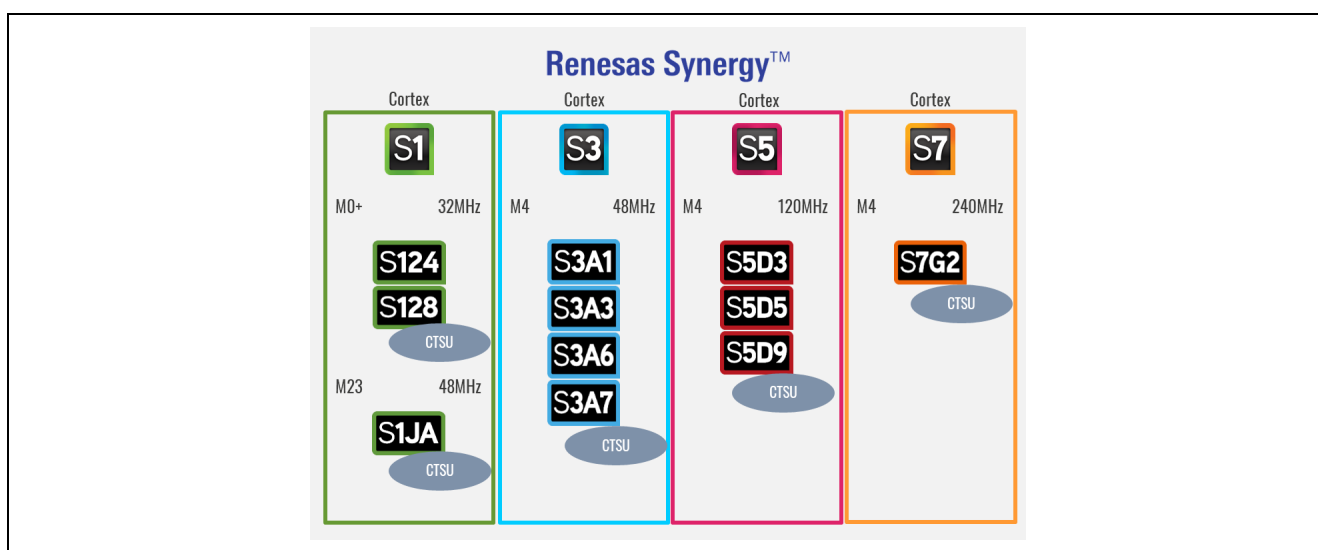 Renesas Synergy™
Cortex Cortex Cortex Cortex
S1 S3 S5 S7
M0+ 32MHz M4 48MHz M4 120MHz M4 240MHz
S124 S3A1 S5D3 S7G2
S128 S3A3 S5D5 CTSU
CTSU S3A6 S5D9
M23 48MHz S3A7 CTSU
S1JA CTSU
CTSU